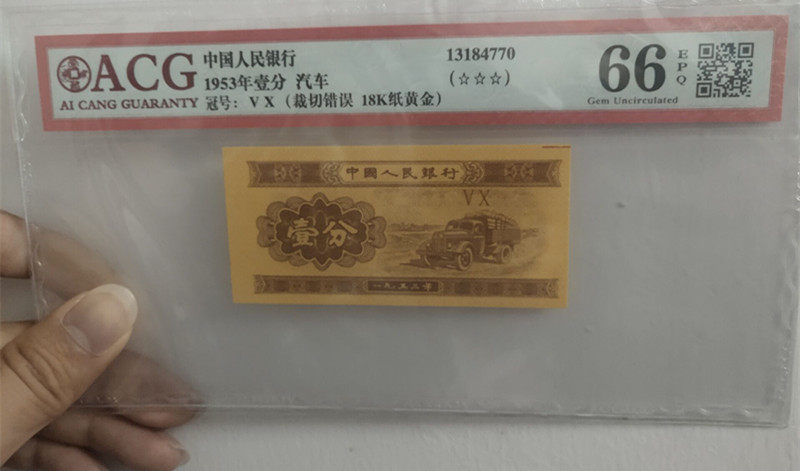 ACG
AI CANG GUARANTY
中国人民银行
1953年壹分 汽车
冠号: V X (裁切错误 18K纸黄金)
13184770
(☆☆☆)
66
EPQ
Gem Uncirculated
中國人民銀行
V X
壹分
一九五三年